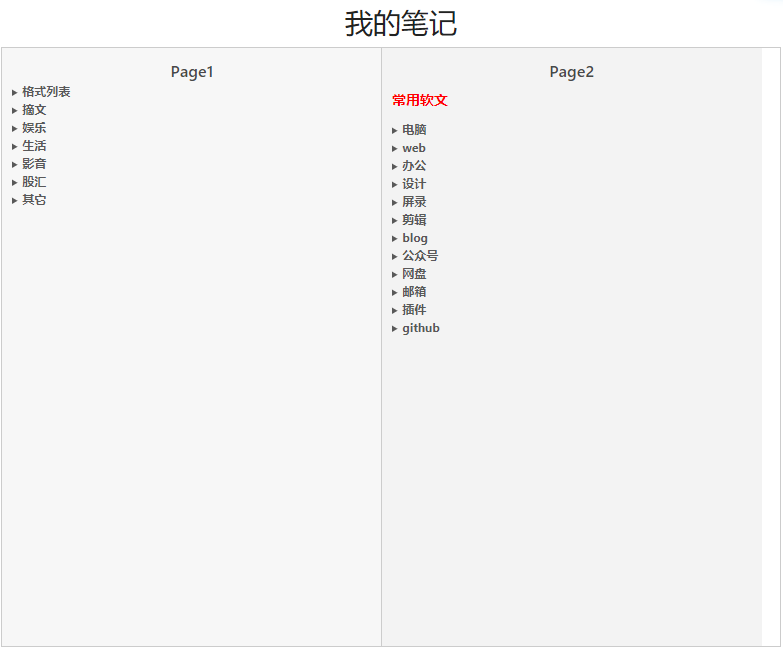 我的笔记
Page1
格式列表
摘文
娱乐
生活
影音
股汇
其它
Page2
常用软文
电脑
web
办公
设计
屏录
剪辑
blog
公众号
网盘
邮箱
插件
github